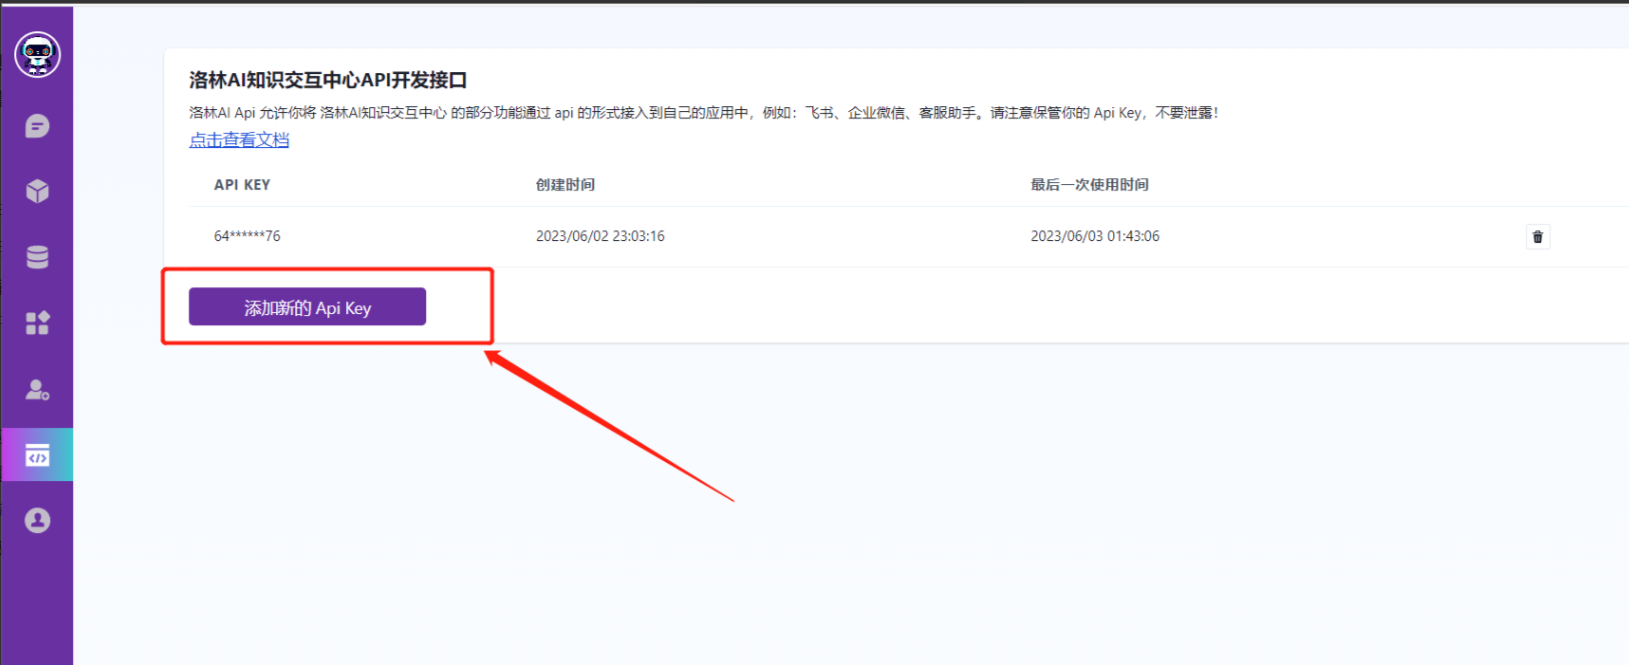 洛林AI知识交互中心API开发接口
洛林AI Api 允许你将 洛林AI知识交互中心 的部分功能通过 api 的形式接入到自己的应用中，例如：飞书、企业微信、客服助手。请注意保管你的 Api Key，不要泄露！
点击查看文档
API KEY 创建时间 最后一次使用时间
64******76 2023/06/02 23:03:16 2023/06/03 01:43:06
添加新的 Api Key